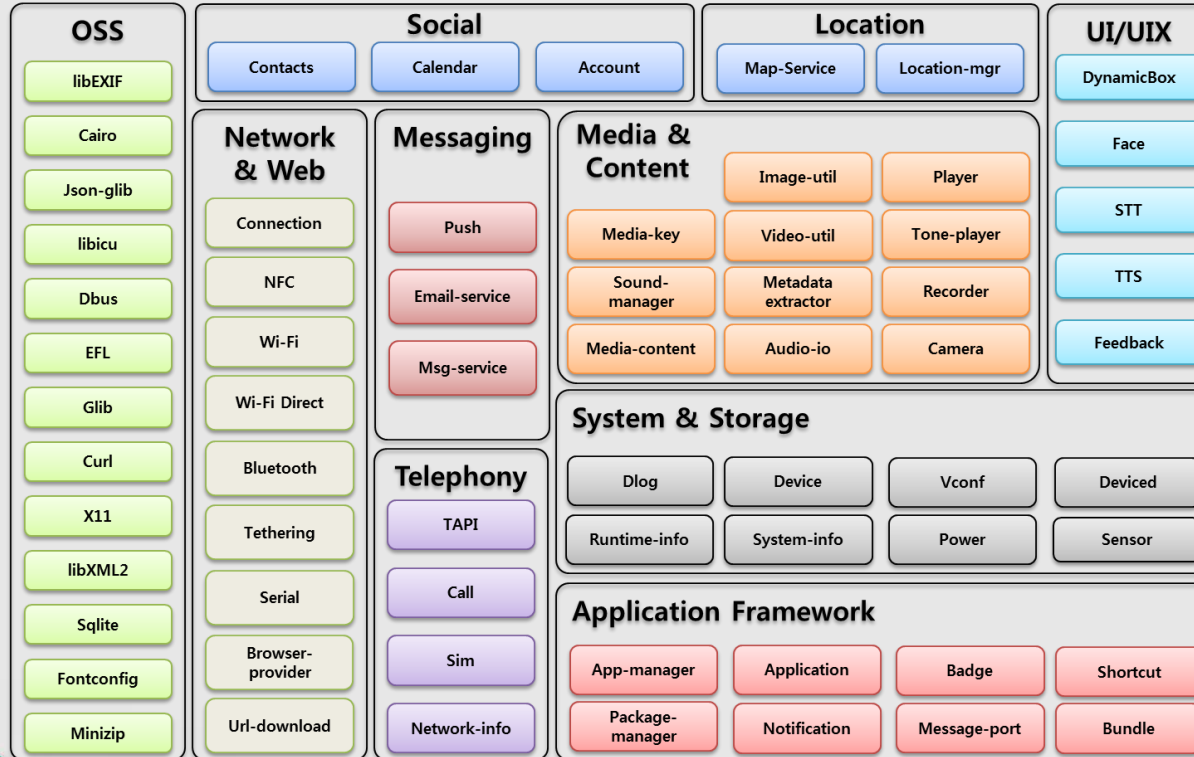 OSS
libEXIF
Cairo
Json-glib
libicu
Dbus
EFL
Glib
Curl
X11
libXML2
Sqlite
Fontconfig
Minizip
Social
Contacts
Calendar
Account
Location
Map-Service
Location-mgr
UI/UIX
DynamicBox
Face
STT
TTS
Feedback
Network
& Web
Connection
NFC
Wi-Fi
Wi-Fi Direct
Bluetooth
Tethering
Serial
Browser-
provider
Url-download
Messaging
Push
Email-service
Msg-service
Telephony
TAPI
Call
Sim
Network-info
Media &
Content
Image-util
Player
Media-key
Video-util
Tone-player
Sound-
manager
Metadata
extractor
Recorder
Media-content
Audio-io
Camera
System & Storage
Dlog
Device
Vconf
Deviced
Runtime-info
System-info
Power
Sensor
Application Framework
App-manager
Application
Badge
Shortcut
Package-
manager
Notification
Message-port
Bundle